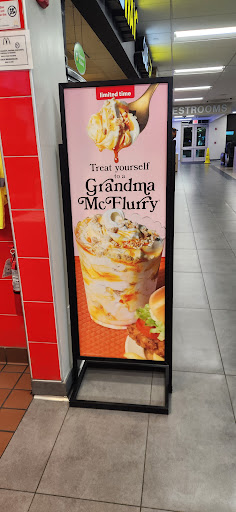 limited time
Treat yourself
to a
Grandma
McFlurry
RESTROOMS